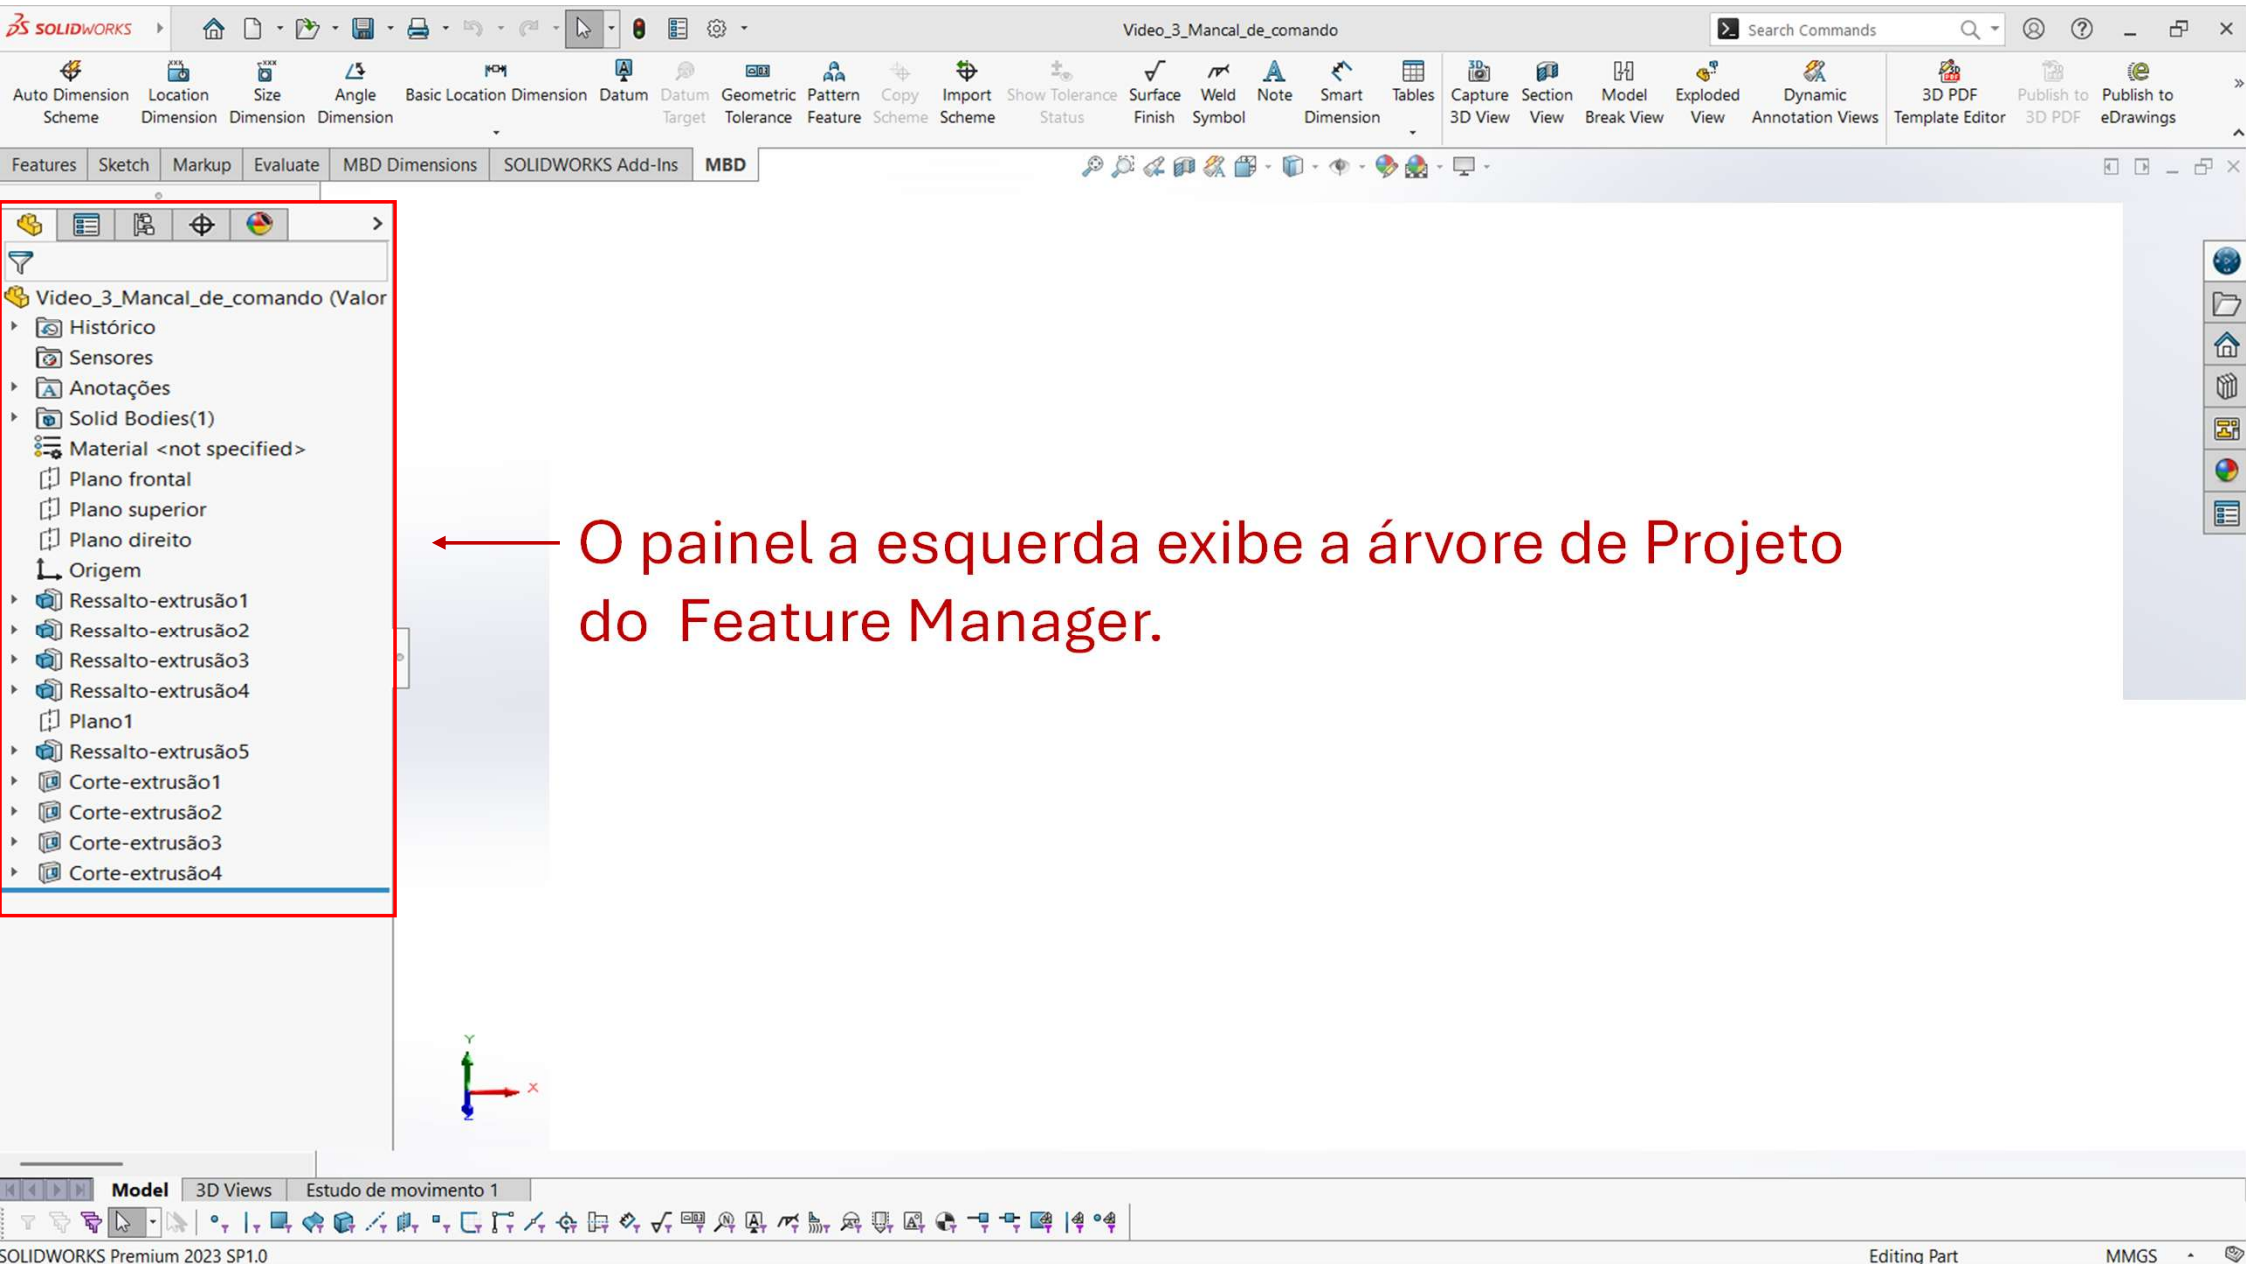 SOLIDWORKS
Video_3_Mancal_de_comando
Search Commands
Auto Dimension Scheme
Location Dimension
Size Dimension
Angle Dimension
Basic Location Dimension
Datum
Datum Target
Geometric Tolerance
Pattern Feature
Copy Scheme
Import Scheme
Show Tolerance Status
Surface Finish
Weld Symbol
Note
Smart Dimension
Tables
Capture 3D View
Section View
Model Break View
Exploded View
Dynamic Annotation Views
3D PDF Template Editor
Publish to 3D PDF
Publish to eDrawings
Features
Sketch
Markup
Evaluate
MBD Dimensions
SOLIDWORKS Add-Ins
MBD
Video_3_Mancal_de_comando (Valor
Histórico
Sensores
Anotações
Solid Bodies(1)
Material <not specified>
Plano frontal
Plano superior
Plano direito
Origem
Ressalto-extrusão1
Ressalto-extrusão2
Ressalto-extrusão3
Ressalto-extrusão4
Plano1
Ressalto-extrusão5
Corte-extrusão1
Corte-extrusão2
Corte-extrusão3
Corte-extrusão4
O painel a esquerda exibe a árvore de Projeto
do Feature Manager.
Y
X
Z
Model
3D Views
Estudo de movimento 1
SOLIDWORKS Premium 2023 SP1.0
Editing Part
MMGS